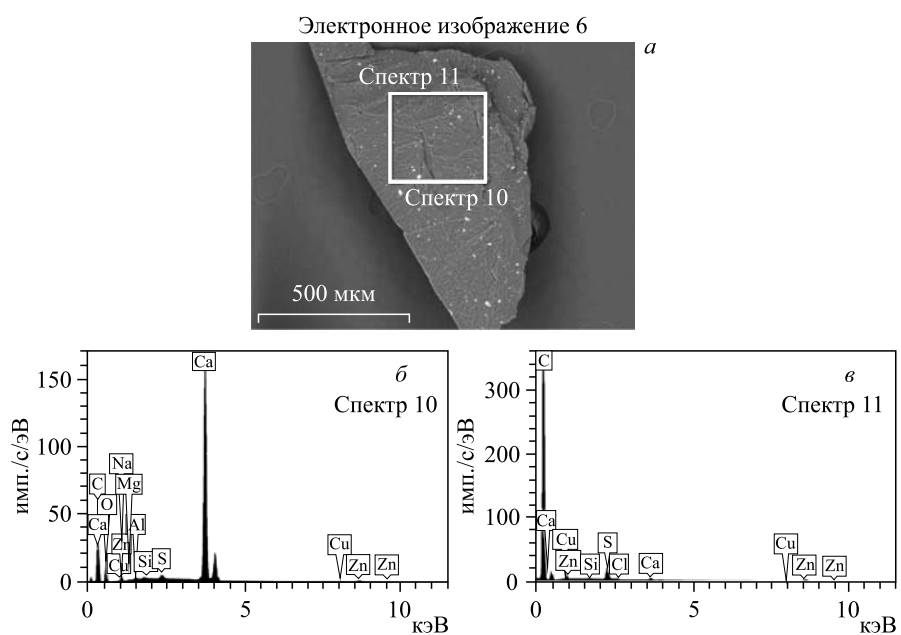 Электронное изображение 6
а
Спектр 11
Спектр 10
500 мкм
б
Спектр 10
имп./с/эВ
150
100
50
0
Ca
Na
C
Mg
O
Ca
Al
Zn
Cu
Si
S
Cu
Zn
Zn
0
5
10
кэВ
в
Спектр 11
имп./с/эВ
300
200
100
0
C
Ca
Cu
S
Cu
Zn
Si
Cl
Ca
Zn
Zn
0
5
10
кэВ